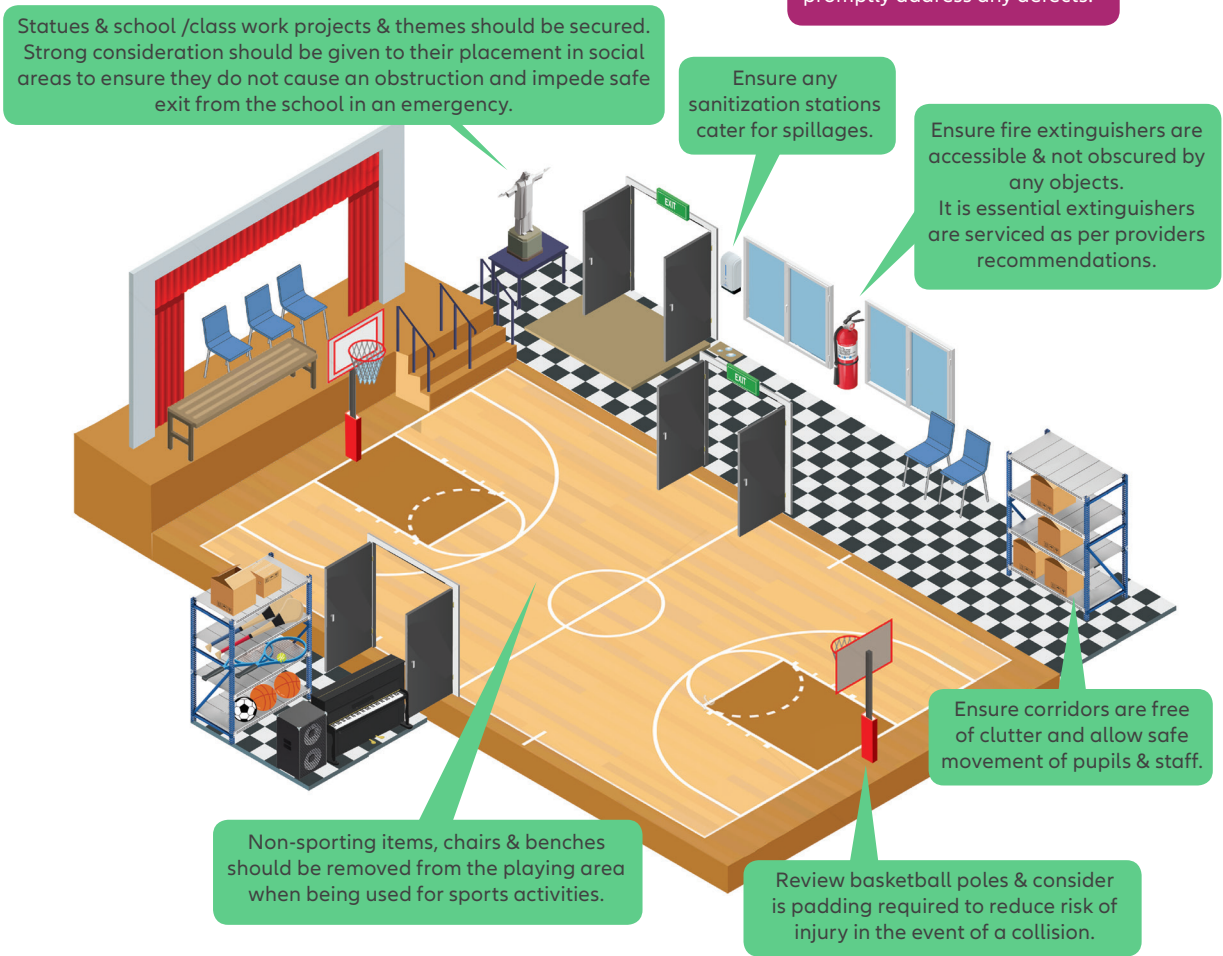 promptly address any defects.
Statues & school /class work projects & themes should be secured.
Strong consideration should be given to their placement in social
areas to ensure they do not cause an obstruction and impede safe
exit from the school in an emergency.
Ensure any
sanitization stations
cater for spillages.
Ensure fire extinguishers are
accessible & not obscured by
any objects.
It is essential extinguishers
are serviced as per providers
recommendations.
EXIT
EXIT
Ensure corridors are free
of clutter and allow safe
movement of pupils & staff.
Non-sporting items, chairs & benches
should be removed from the playing area
when being used for sports activities.
Review basketball poles & consider
is padding required to reduce risk of
injury in the event of a collision.